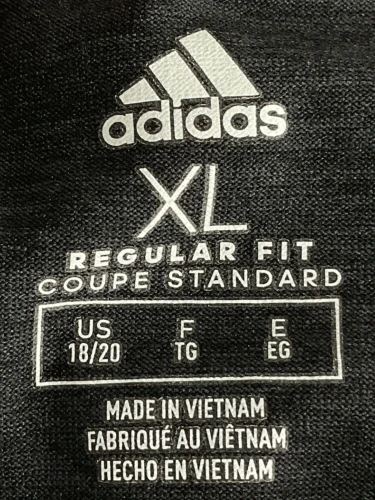 adidas
XL
REGULAR FIT
COUPE STANDARD
US F E
18/20 TG EG
MADE IN VIETNAM
FABRIQUÉ AU VIÊTNAM
HECHO EN VIETNAM